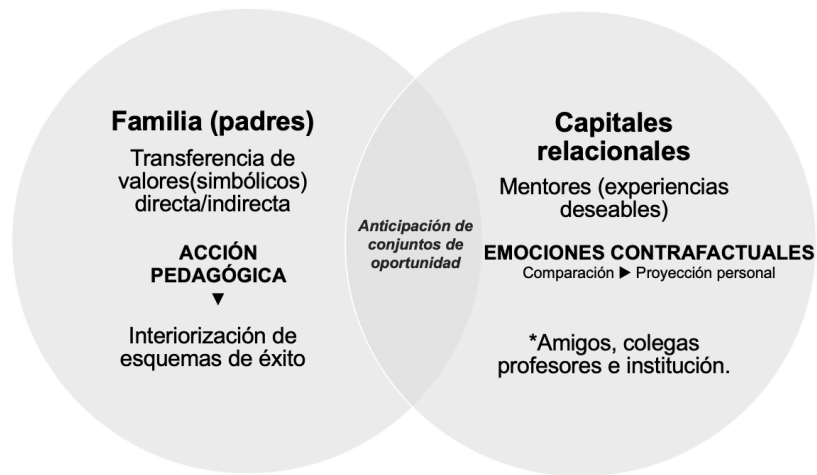 Familia (padres)
Transferencia de
valores(simbólicos)
directa/indirecta
ACCIÓN
PEDAGÓGICA
▼
Interiorización de
esquemas de éxito
Anticipación de
conjuntos de
oportunidad
Capitales
relacionales
Mentores (experiencias
deseables)
EMOCIONES CONTRAFACTUALES
Comparación ▶ Proyección personal
*Amigos, colegas
profesores e institución.